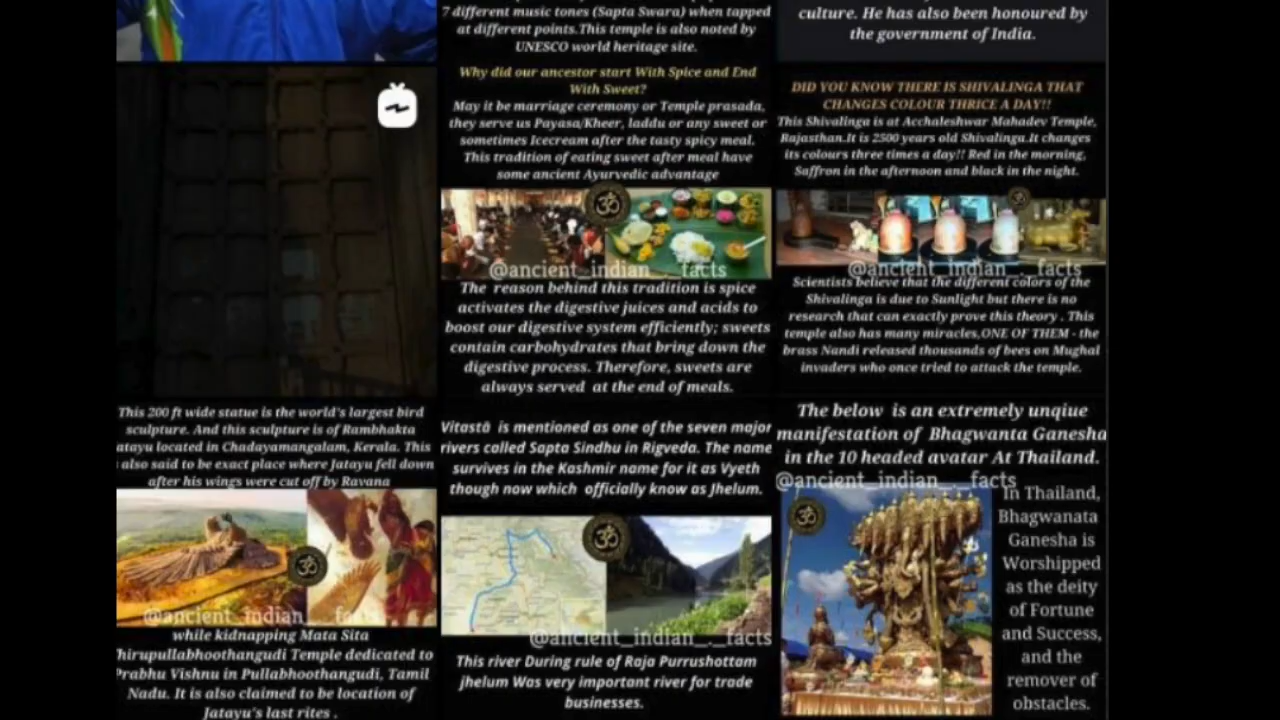 7 different music tones (Sapta Swara) when tapped
at different points.This temple is also noted by
UNESCO world heritage site.
culture. He has also been honoured by
the government of India.
Why did our ancestor start With Spice and End
With Sweet?
May it be marriage ceremony or Temple prasada,
they serve us Payasa/Kheer, laddu or any sweet or
sometimes Icecream after the tasty spicy meal.
This tradition of eating sweet after meal have
some ancient Ayurvedic advantage
ॐ
@ancient_indian_._facts
The reason behind this tradition is spice
activates the digestive juices and acids to
boost our digestive system efficiently; sweets
contain carbohydrates that bring down the
digestive process. Therefore, sweets are
always served at the end of meals.
DID YOU KNOW THERE IS SHIVALINGA THAT
CHANGES COLOUR THRICE A DAY!!
This Shivalinga is at Acchaleshwar Mahadev Temple,
Rajasthan.It is 2500 years old Shivalinga.It changes
its colours three times a day!! Red in the morning,
Saffron in the afternoon and black in the night.
ॐ
@ancient_indian_._facts
Scientists believe that the different colors of the
Shivalinga is due to Sunlight but there is no
research that can exactly prove this theory . This
temple also has many miracles,ONE OF THEM - the
brass Nandi released thousands of bees on Mughal
invaders who once tried to attack the temple.
This 200 ft wide statue is the world's largest bird
sculpture. And this sculpture is of Rambhakta
atayu located in Chadayamangalam, Kerala. This
also said to be exact place where Jatayu fell down
after his wings were cut off by Ravana
ॐ
@ancient_indian_._facts
while kidnapping Mata Sita
hirupullabhoothangudi Temple dedicated to
Prabhu Vishnu in Pullabhoothangudi, Tamil
Nadu. It is also claimed to be location of
Jatayu's last rites .
Vitastā is mentioned as one of the seven major
rivers called Sapta Sindhu in Rigveda. The name
survives in the Kashmir name for it as Vyeth
though now which officially know as Jhelum.
ॐ
@ancient_indian_._facts
This river During rule of Raja Purrushottam
jhelum Was very important river for trade
businesses.
The below is an extremely unqiue
manifestation of Bhagwanta Ganesha
in the 10 headed avatar At Thailand.
@ancient_indian_._facts
ॐ
In Thailand,
Bhagwanata
Ganesha is
Worshipped
as the deity
of Fortune
and Success,
and the
remover of
obstacles.